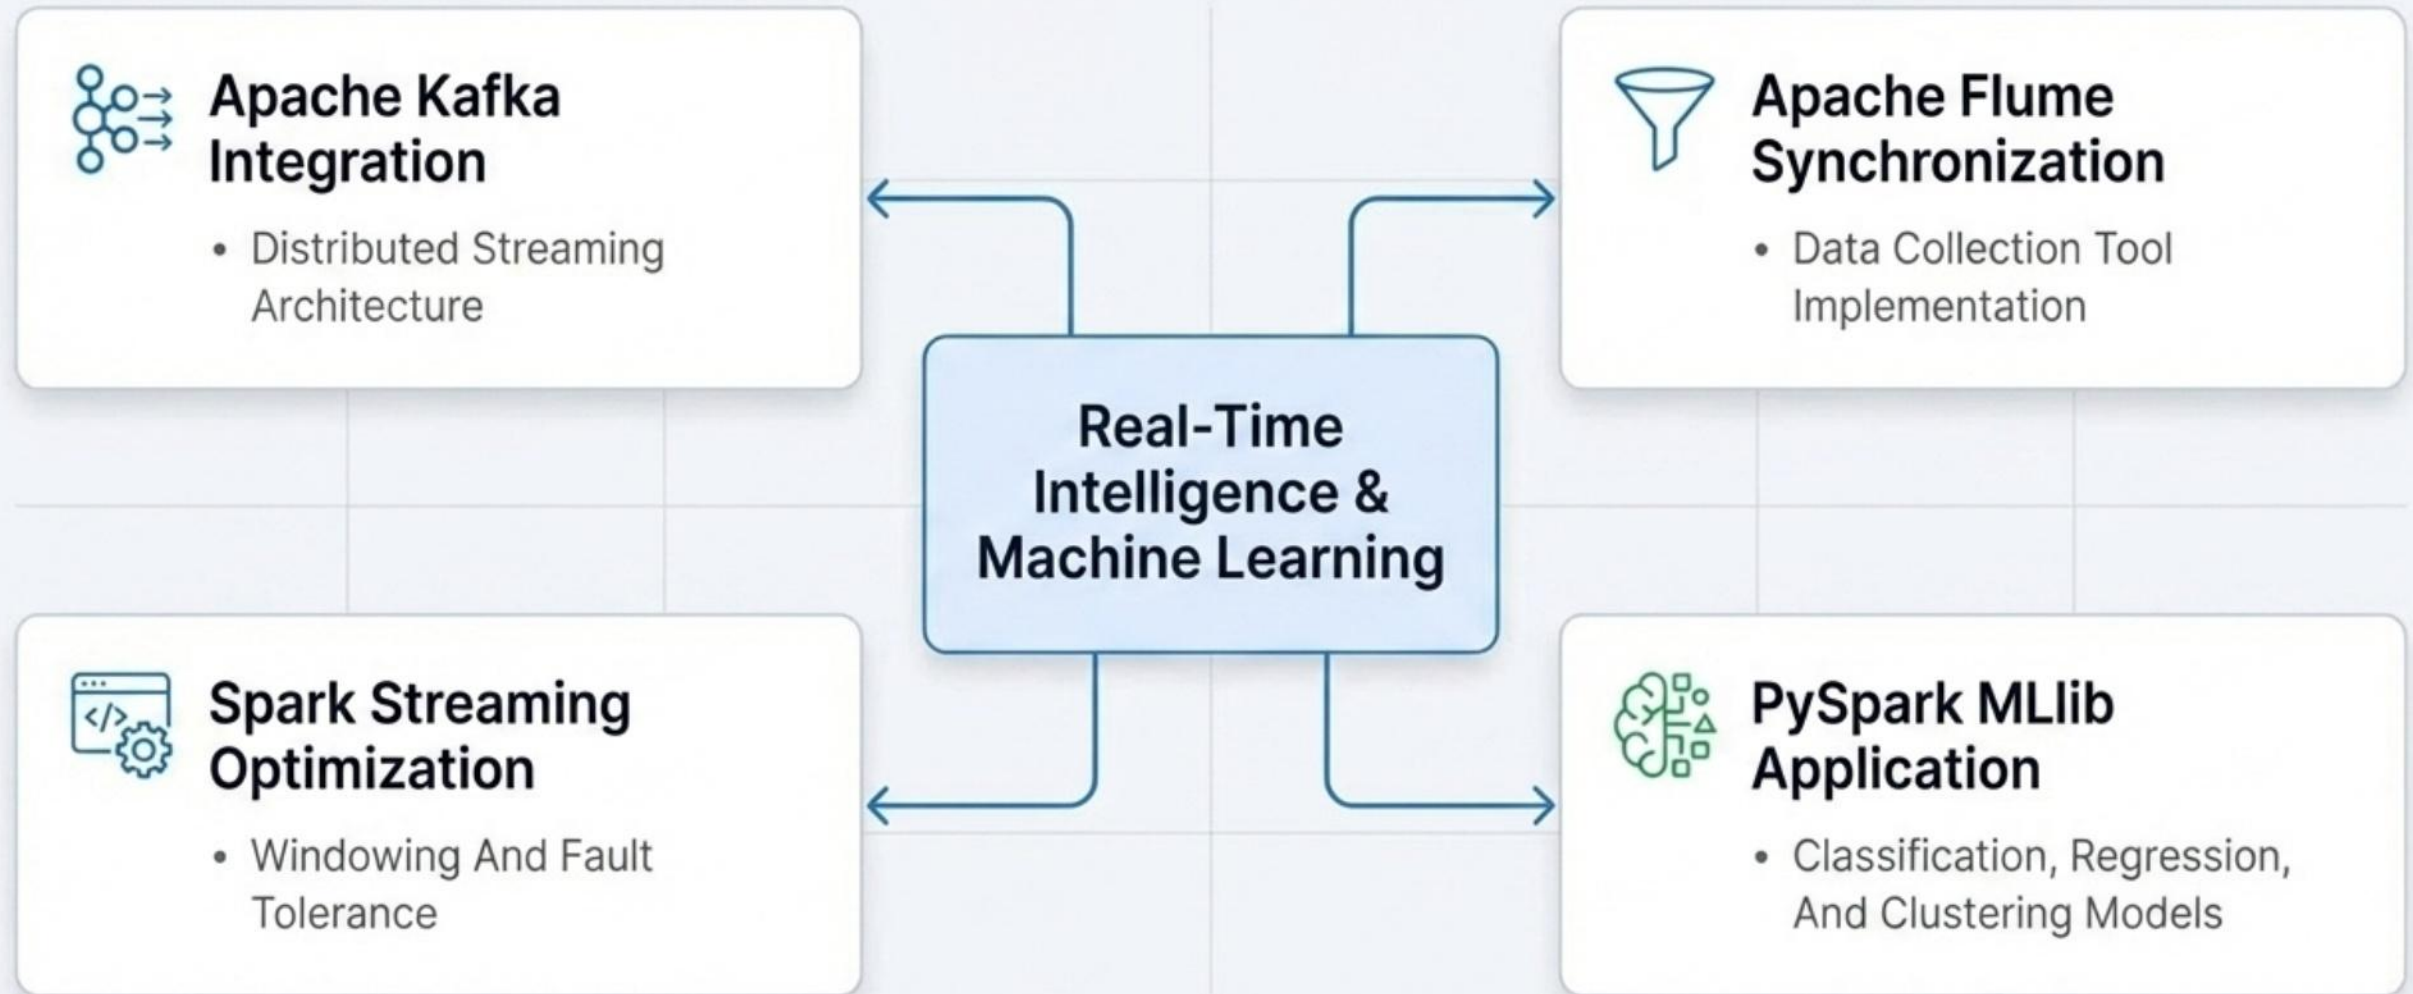 Apache Kafka
Integration
• Distributed Streaming
Architecture
Apache Flume
Synchronization
• Data Collection Tool
Implementation
Real-Time
Intelligence &
Machine Learning
Spark Streaming
Optimization
• Windowing And Fault
Tolerance
PySpark MLlib
Application
• Classification, Regression,
And Clustering Models